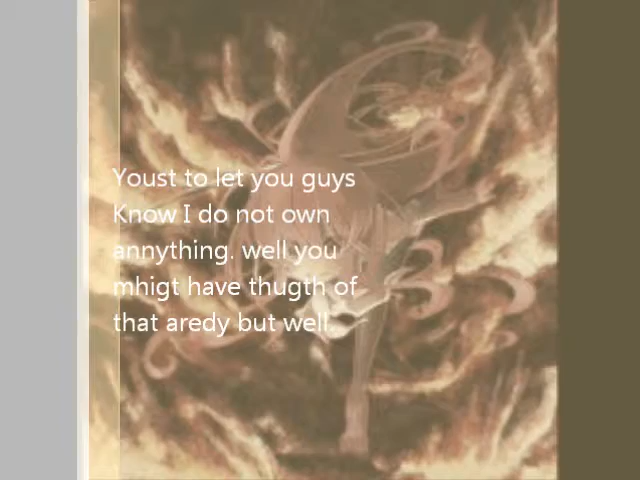 Youst to let you guys
Know I do not own
annything. well you
mhigt have thugth of
that aredy but well.